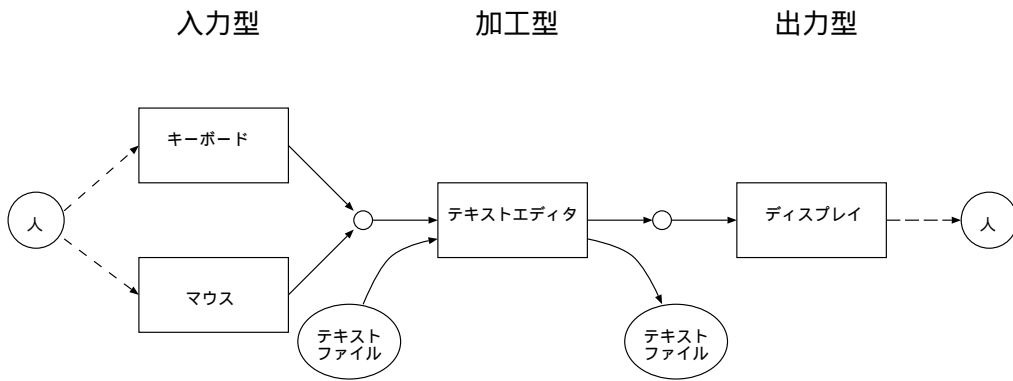 入力型
加工型
出力型
キーボード
人
テキストエディタ
ディスプレイ
人
マウス
テキスト
ファイル
テキスト
ファイル